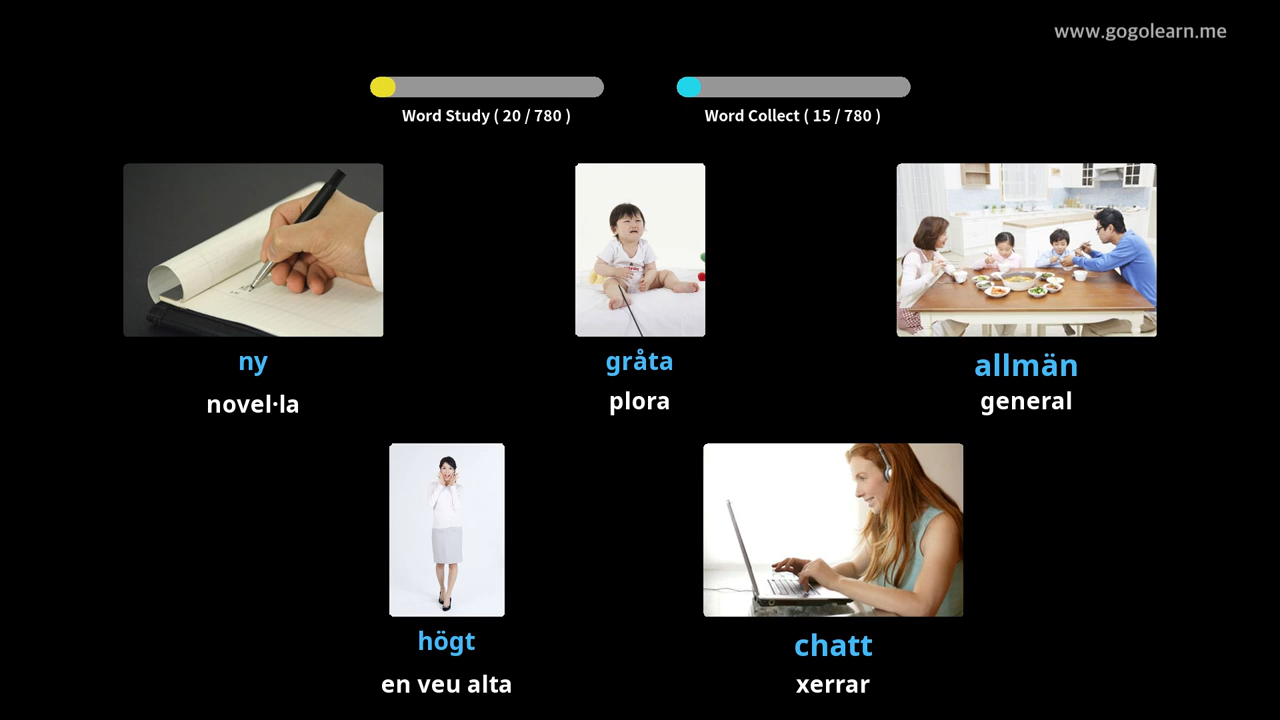 www.gogolearn.me
Word Study ( 20 / 780 )
Word Collect ( 15 / 780 )
ny
novel·la
gråta
plora
allmän
general
högt
en veu alta
chatt
xerrar